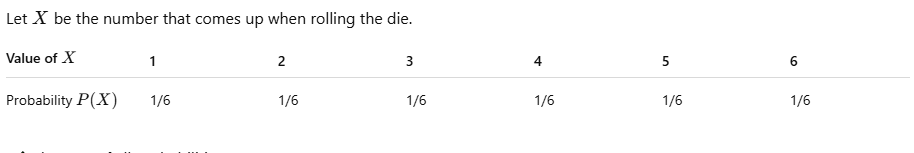 Let X be the number that comes up when rolling the die.
Value of X 1 2 3 4 5 6
Probability P(X) 1/6 1/6 1/6 1/6 1/6 1/6